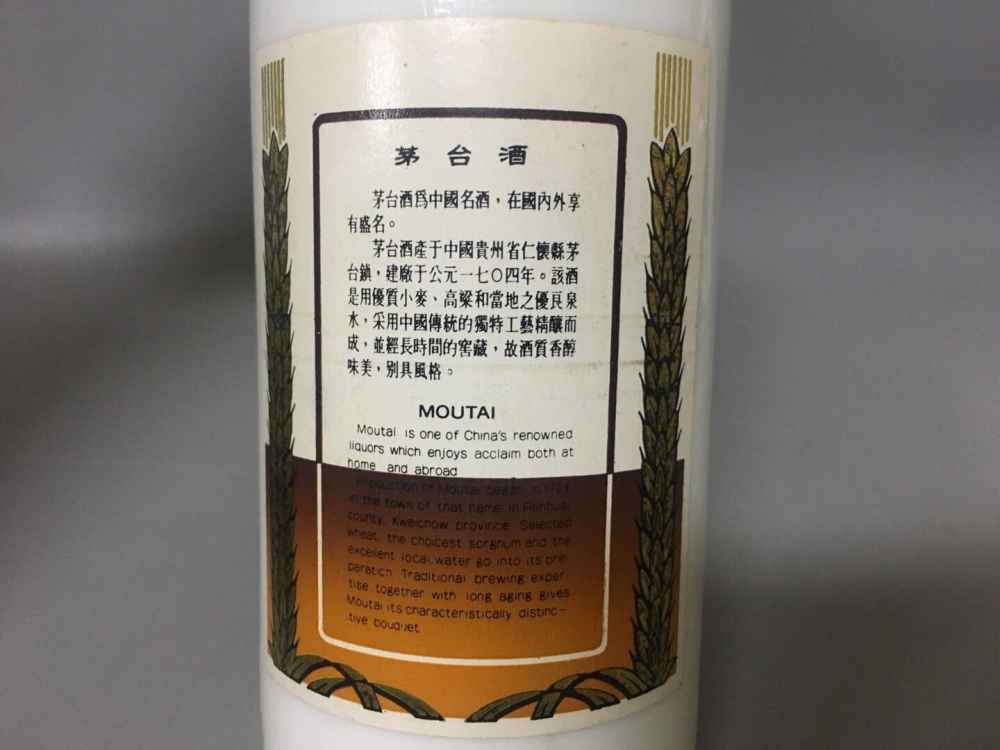 茅台酒
茅台酒爲中國名酒，在國內外享
有盛名。
茅台酒產于中國貴州省仁懷縣茅
台鎮，建廠于公元一七〇四年。該酒
是用優質小麥、高粱和當地之優良泉
水，采用中國傳統的獨特工藝精釀而
成，並經長時間的窖藏，故酒質香醇
味美，別具風格。
MOUTAI
Moutai is one of China's renowned
liquors which enjoys acclaim both at
home and abroad
Production of Moutai began in 1704
in the town of that name in Renhuai
county, Kweichow province Selected
wheat, the choicest sorghum and the
excellent local water go into its pre
paration Traditional brewing exper
tise together with long aging gives
Moutai its characteristically distinc-
tive bouquet